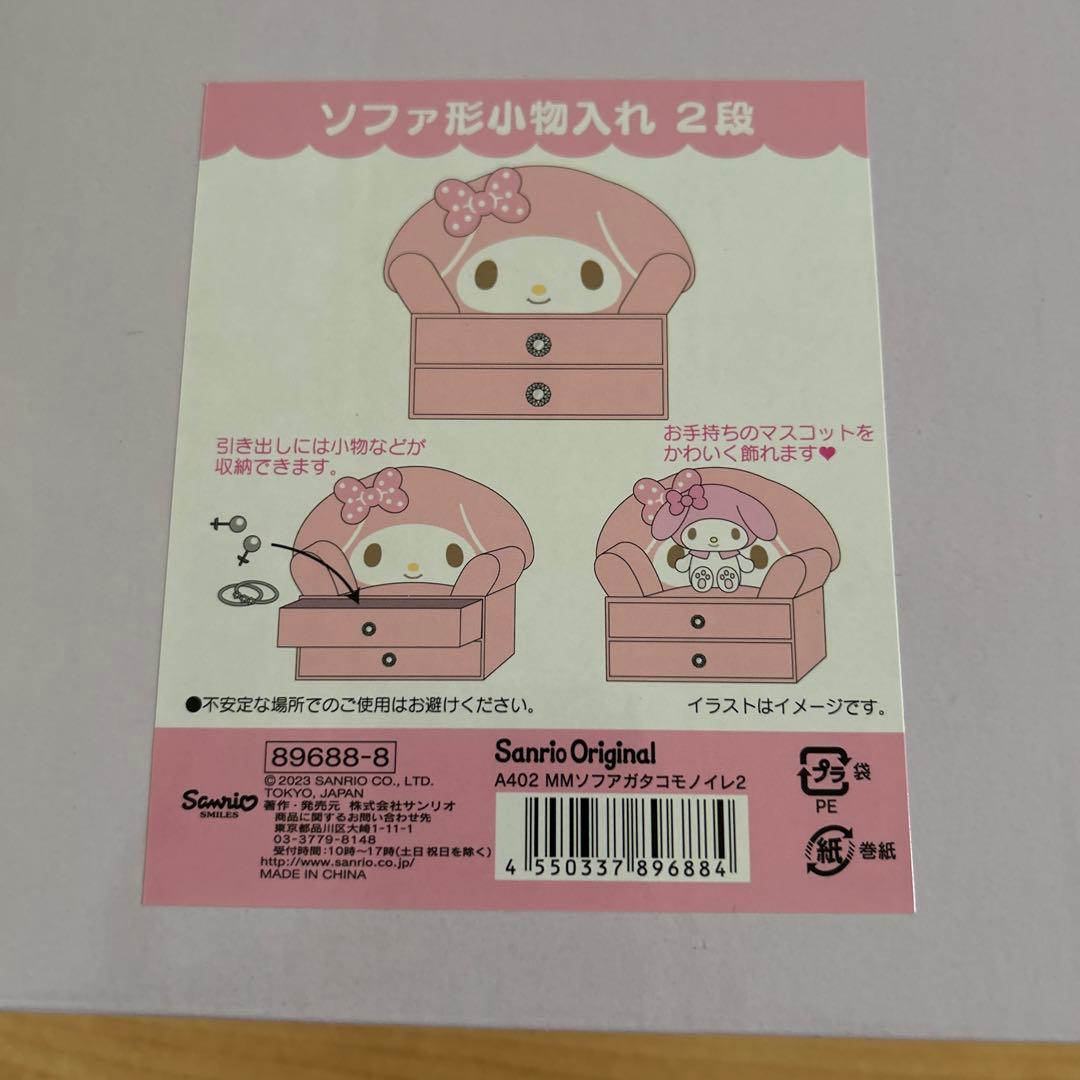 ソファ形小物入れ 2段
引き出しには小物などが
収納できます。
お手持ちのマスコットを
かわいく飾れます♥
●不安定な場所でのご使用はお避けください。
イラストはイメージです。
89688-8
© 2023 SANRIO CO., LTD.
TOKYO, JAPAN
Sanrio
SMILES
著作・発売元 株式会社サンリオ
商品に関するお問い合わせ先
東京都品川区大崎1-11-1
03-3779-8148
受付時間:10時〜17時(土日祝日を除く)
http://www.sanrio.co.jp/
MADE IN CHINA
Sanrio Original
A402 MMソフアガタコモノイレ2
4 550337 896884
プラ 袋
PE
紙 巻紙